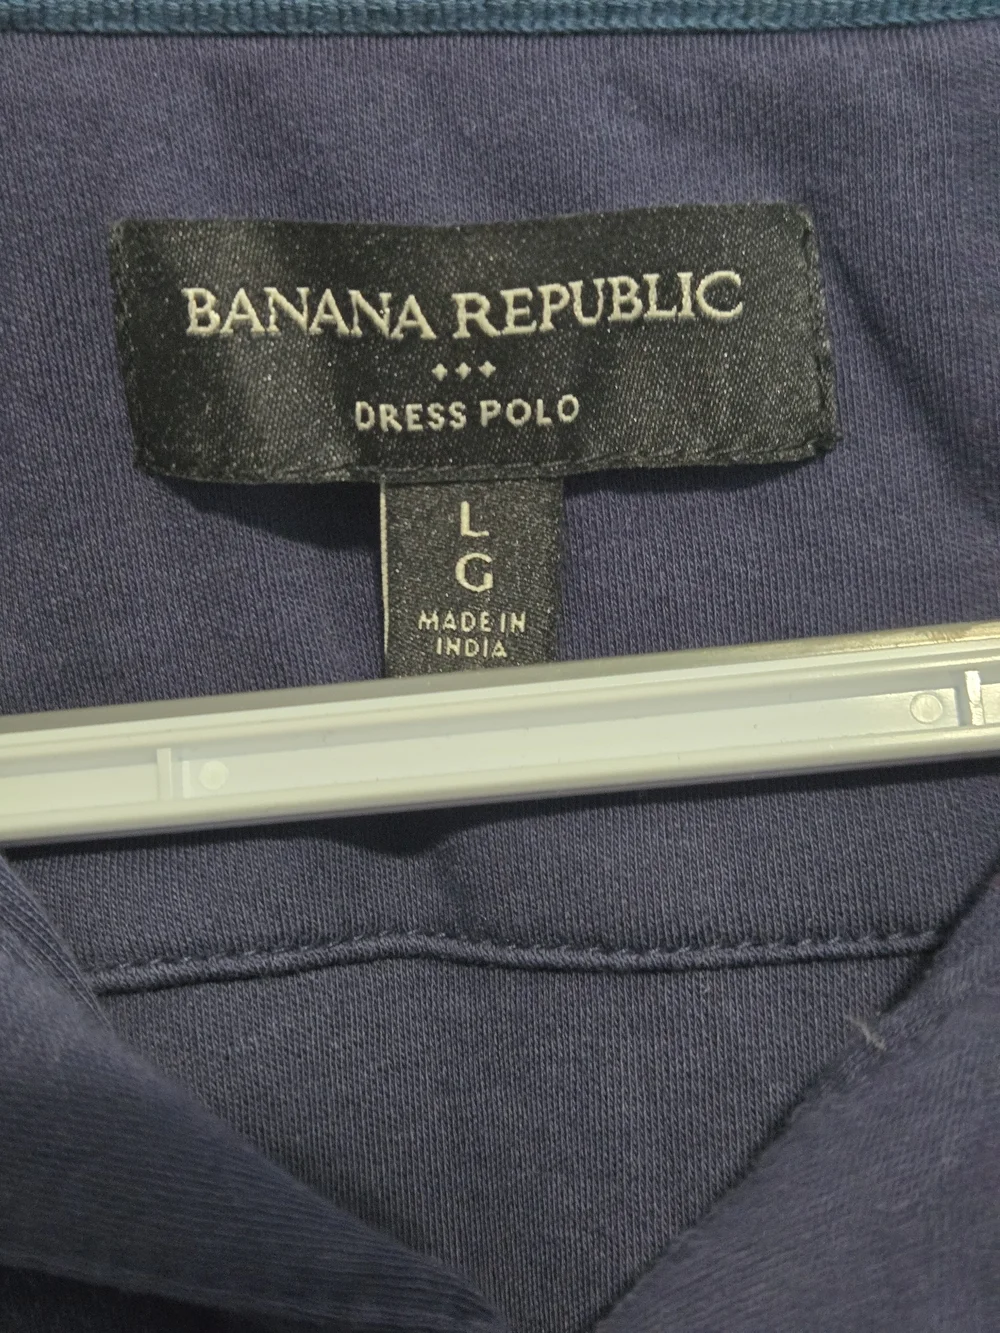 BANANA REPUBLIC
DRESS POLO
L
G
MADE IN
INDIA